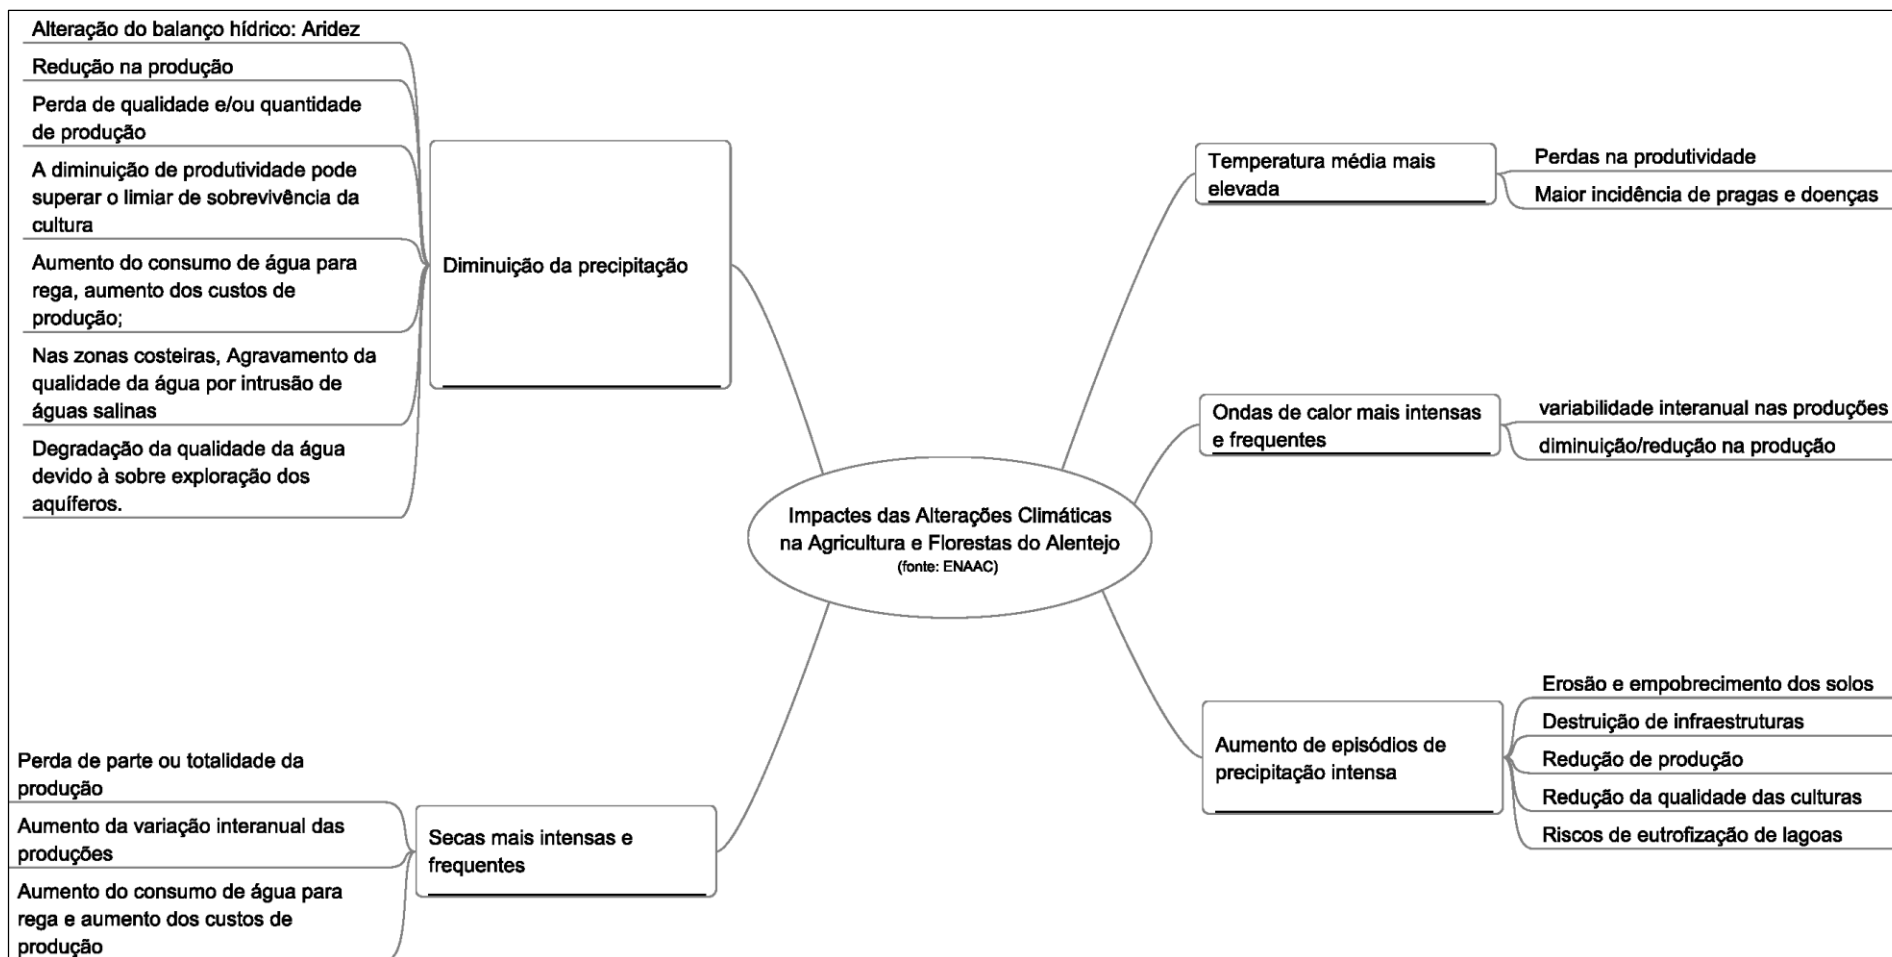 Alteração do balanço hídrico: Aridez
Redução na produção
Perda de qualidade e/ou quantidade
de produção
A diminuição de produtividade pode
superar o limiar de sobrevivência da
cultura
Aumento do consumo de água para
rega, aumento dos custos de
produção;
Nas zonas costeiras, Agravamento da
qualidade da água por intrusão de
águas salinas
Degradação da qualidade da água
devido à sobre exploração dos
aquíferos.
Diminuição da precipitação
Perda de parte ou totalidade da
produção
Aumento da variação interanual das
produções
Aumento do consumo de água para
rega e aumento dos custos de
produção
Secas mais intensas e
frequentes
Impactes das Alterações Climáticas
na Agricultura e Florestas do Alentejo
(fonte: ENAAC)
Temperatura média mais
elevada
Perdas na produtividade
Maior incidência de pragas e doenças
Ondas de calor mais intensas
e frequentes
variabilidade interanual nas produções
diminuição/redução na produção
Aumento de episódios de
precipitação intensa
Erosão e empobrecimento dos solos
Destruição de infraestruturas
Redução de produção
Redução da qualidade das culturas
Riscos de eutrofização de lagoas